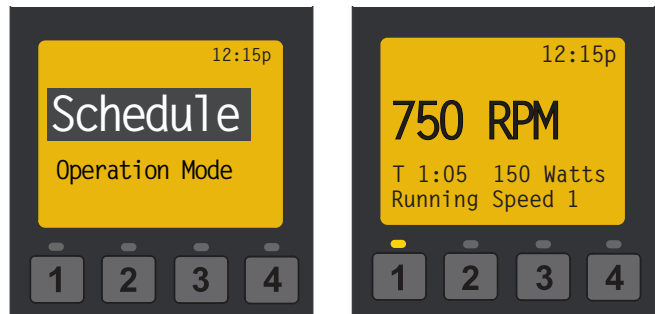 12:15p
Schedule
Operation Mode
1 2 3 4
12:15p
750 RPM
T 1:05 150 Watts
Running Speed 1
1 2 3 4